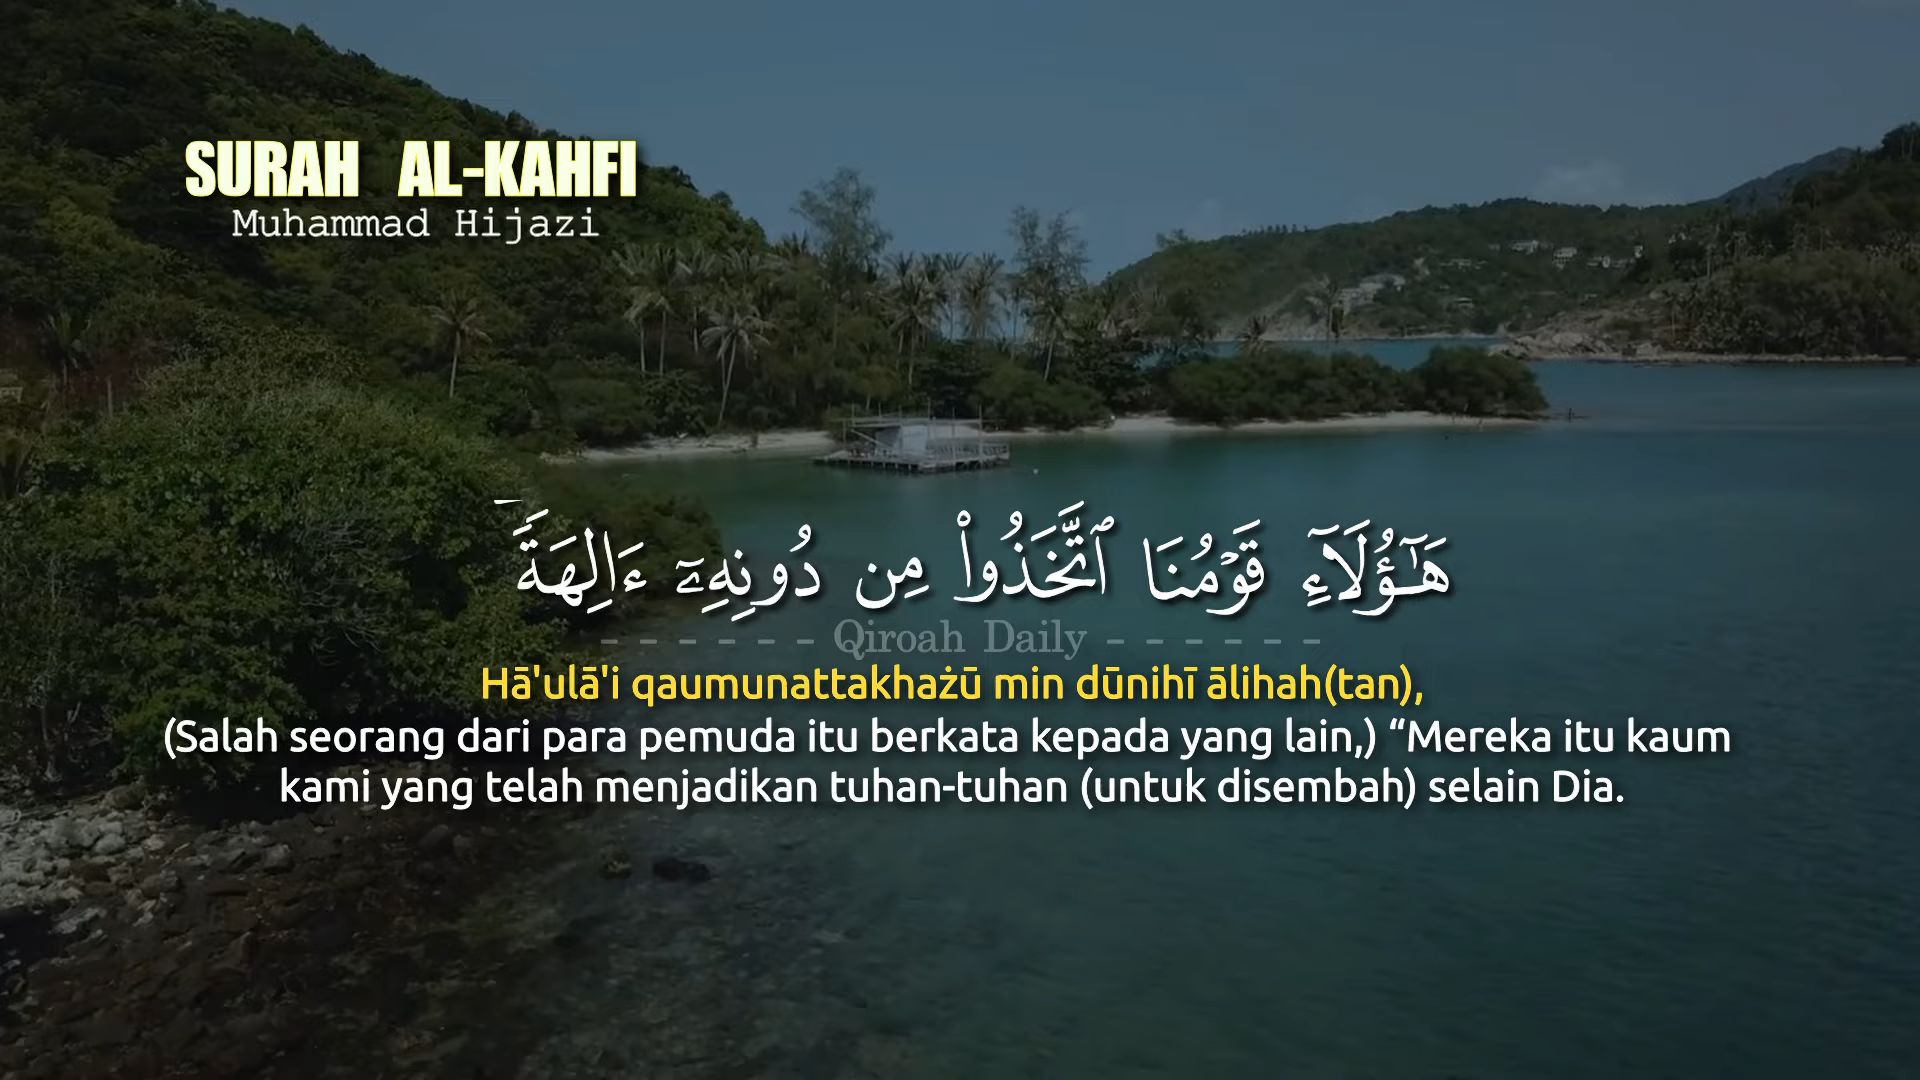 SURAH AL-KAHFI
Muhammad Hijazi
هَـٰٓؤُلَآءِ قَوْمُنَا ٱتَّخَذُوا۟ مِن دُونِهِۦٓ ءَالِهَةً ۖ
- - - - - - Qiroah Daily - - - - - -
Hā'ulā'i qaumunattakhażū min dūnihī ālihah(tan),
(Salah seorang dari para pemuda itu berkata kepada yang lain,) “Mereka itu kaum
kami yang telah menjadikan tuhan-tuhan (untuk disembah) selain Dia.